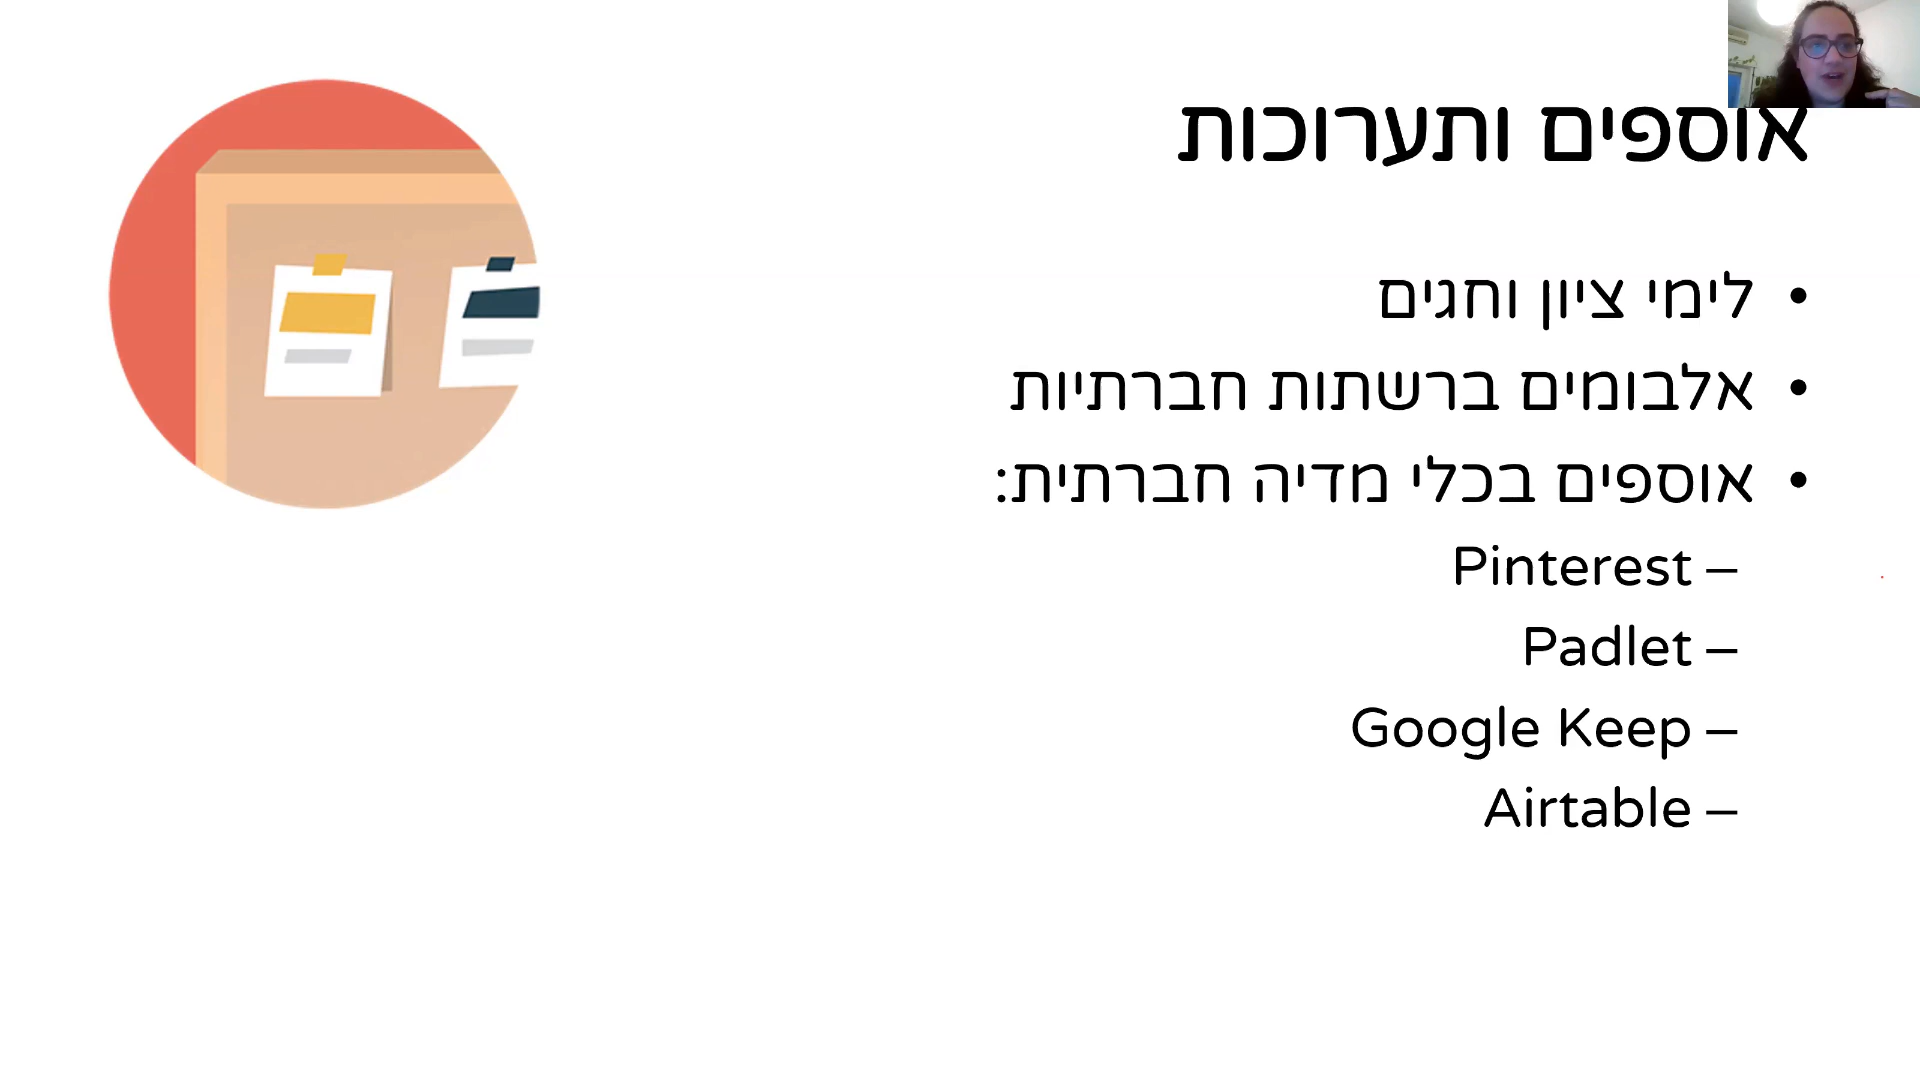 אוספים ותערוכות
• לימי ציון וחגים
• אלבומים ברשתות חברתיות
• אוספים בכלי מדיה חברתית:
– Pinterest
– Padlet
– Google Keep
– Airtable